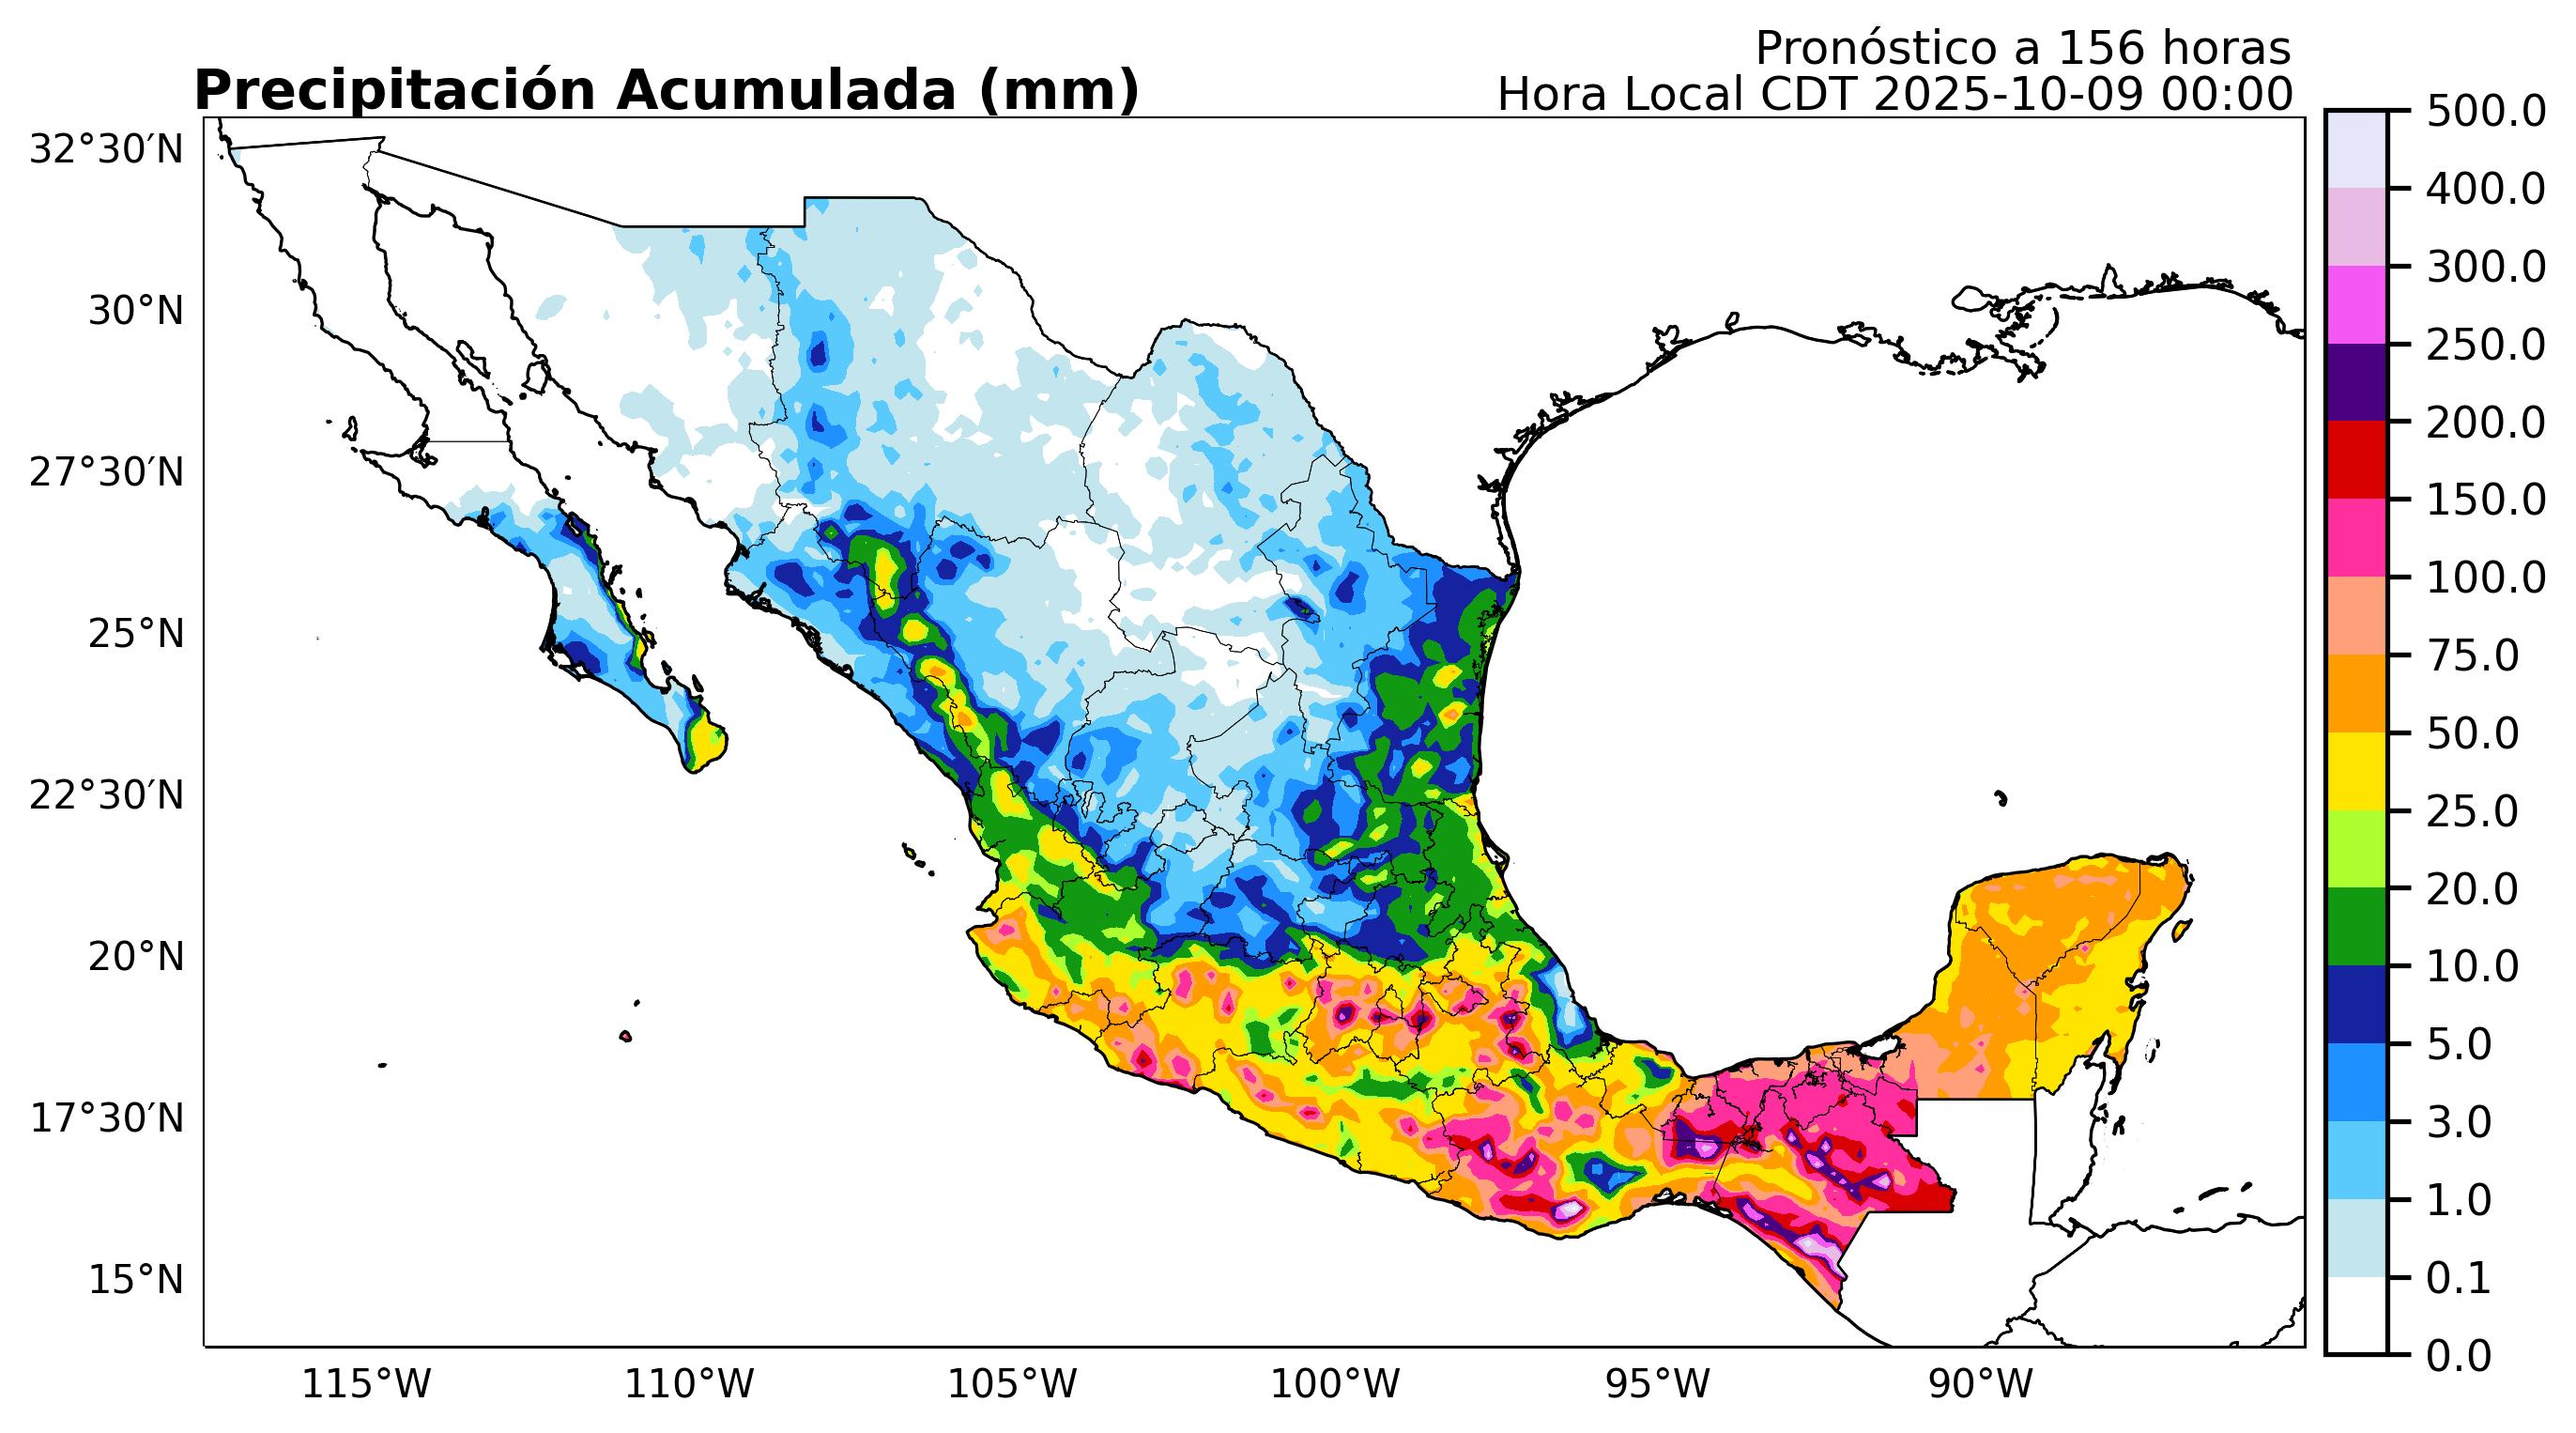 Pronóstico a 156 horas
Precipitación Acumulada (mm)
Hora Local CDT 2025-10-09 00:00
32°30′N
30°N
27°30′N
25°N
22°30′N
20°N
17°30′N
15°N
115°W
110°W
105°W
100°W
95°W
90°W
500.0
400.0
300.0
250.0
200.0
150.0
100.0
75.0
50.0
25.0
20.0
10.0
5.0
3.0
1.0
0.1
0.0